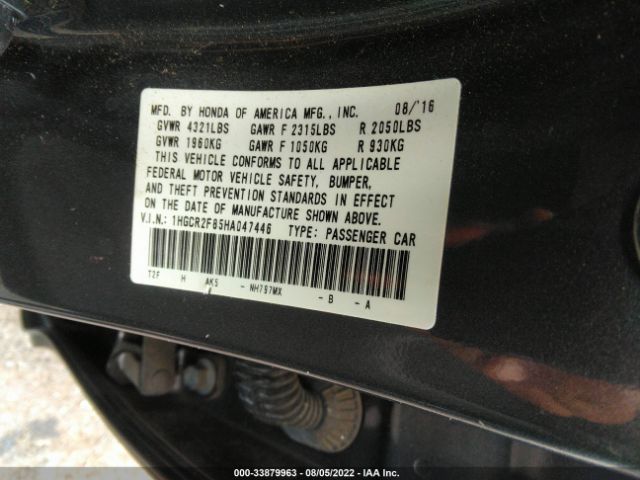 MFD. BY HONDA OF AMERICA MFG., INC. 08/'16
GVWR 4321LBS GAWR F 2315LBS R 2050LBS
GVWR 1960KG GAWR F 1050KG R 930KG
THIS VEHICLE CONFORMS TO ALL APPLICABLE
FEDERAL MOTOR VEHICLE SAFETY, BUMPER,
AND THEFT PREVENTION STANDARDS IN EFFECT
ON THE DATE OF MANUFACTURE SHOWN ABOVE.
V.I.N.: 1HGCR2F85HA047446 TYPE: PASSENGER CAR
T2F H AK5 - NH797MX - B - A
000-33879963 - 08/05/2022 - IAA Inc.